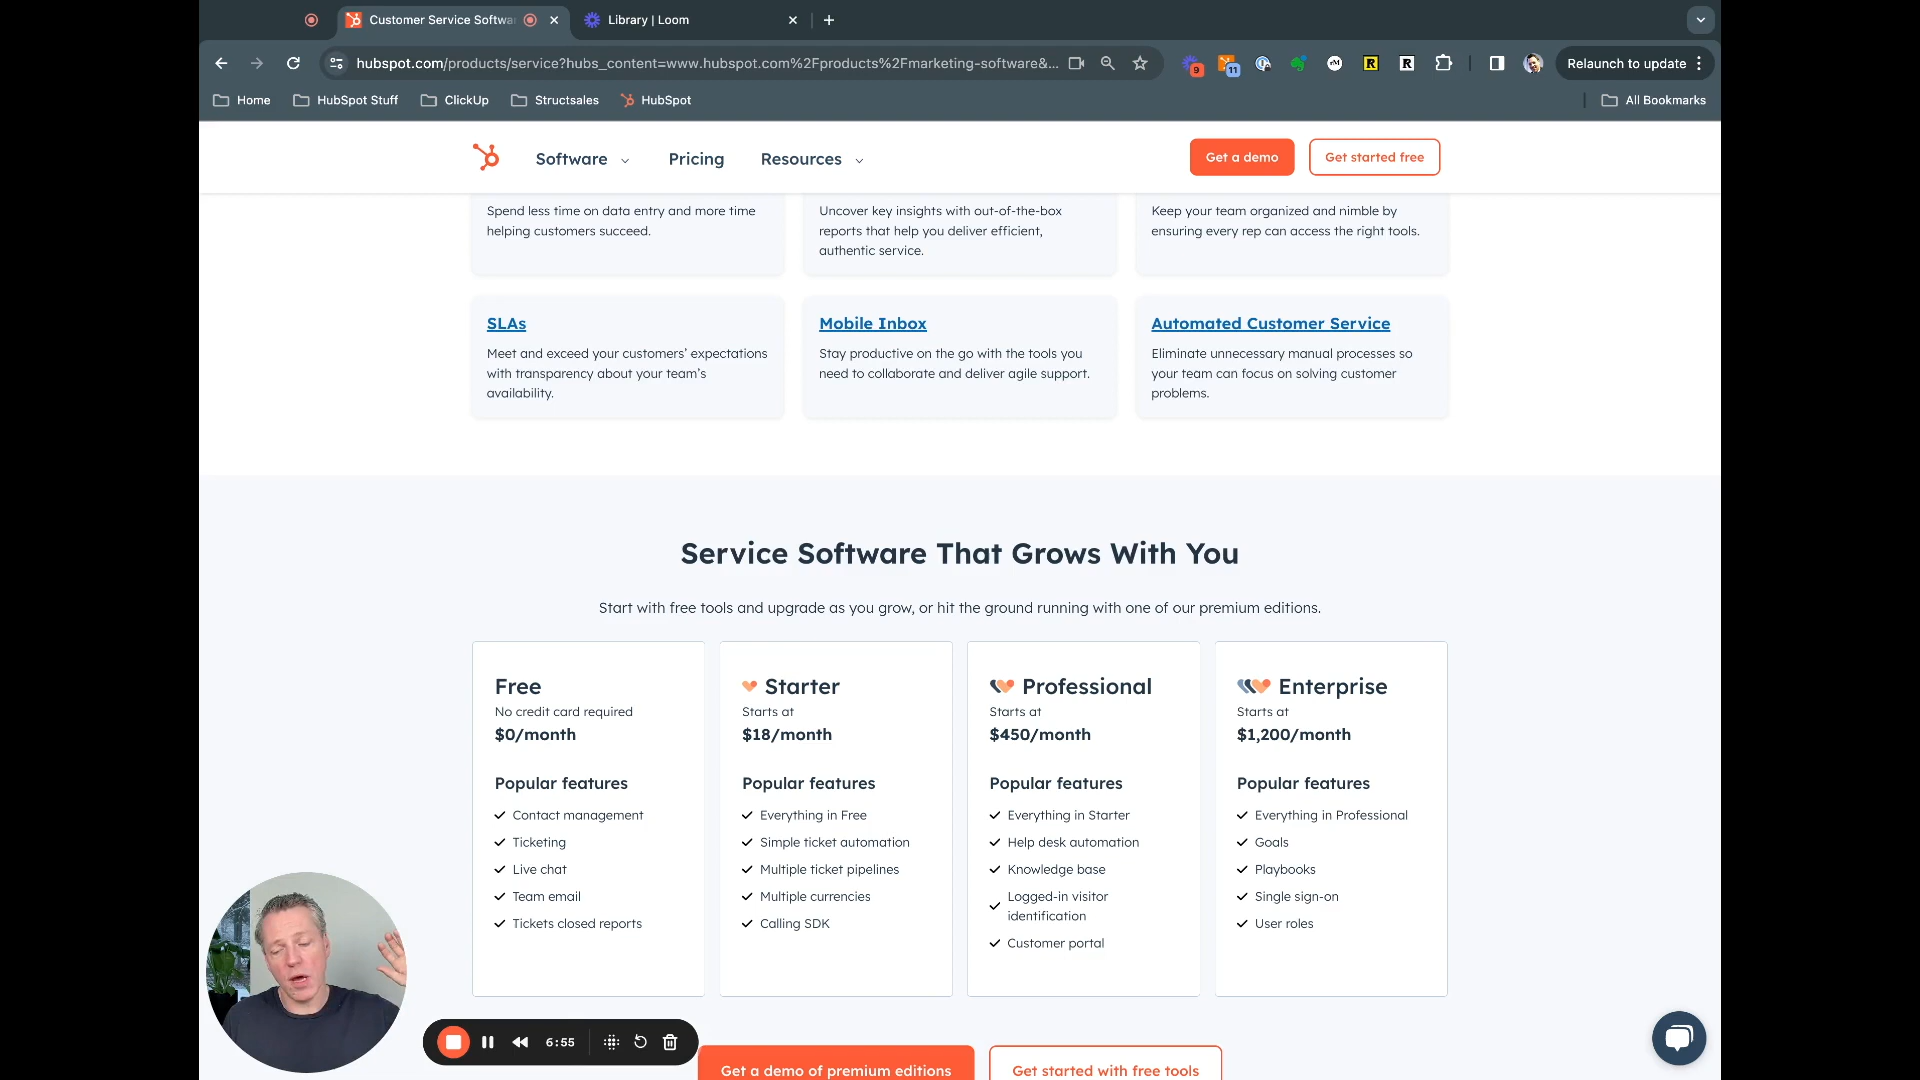 Customer Service Softwa
Library | Loom
hubspot.com/products/service?hubs_content=www.hubspot.com%2Fproducts%2Fmarketing-software&...
9
11
Relaunch to update
Home
HubSpot Stuff
ClickUp
Structsales
HubSpot
All Bookmarks
Software
Pricing
Resources
Get a demo
Get started free
Spend less time on data entry and more time
helping customers succeed.
Uncover key insights with out-of-the-box
reports that help you deliver efficient,
authentic service.
Keep your team organized and nimble by
ensuring every rep can access the right tools.
SLAs
Meet and exceed your customers' expectations
with transparency about your team's
availability.
Mobile Inbox
Stay productive on the go with the tools you
need to collaborate and deliver agile support.
Automated Customer Service
Eliminate unnecessary manual processes so
your team can focus on solving customer
problems.
Service Software That Grows With You
Start with free tools and upgrade as you grow, or hit the ground running with one of our premium editions.
Free
No credit card required
$0/month
Popular features
Contact management
Ticketing
Live chat
Team email
Tickets closed reports
Starter
Starts at
$18/month
Popular features
Everything in Free
Simple ticket automation
Multiple ticket pipelines
Multiple currencies
Calling SDK
Professional
Starts at
$450/month
Popular features
Everything in Starter
Help desk automation
Knowledge base
Logged-in visitor
identification
Customer portal
Enterprise
Starts at
$1,200/month
Popular features
Everything in Professional
Goals
Playbooks
Single sign-on
User roles
6:55
Get a demo of premium editions
Get started with free tools